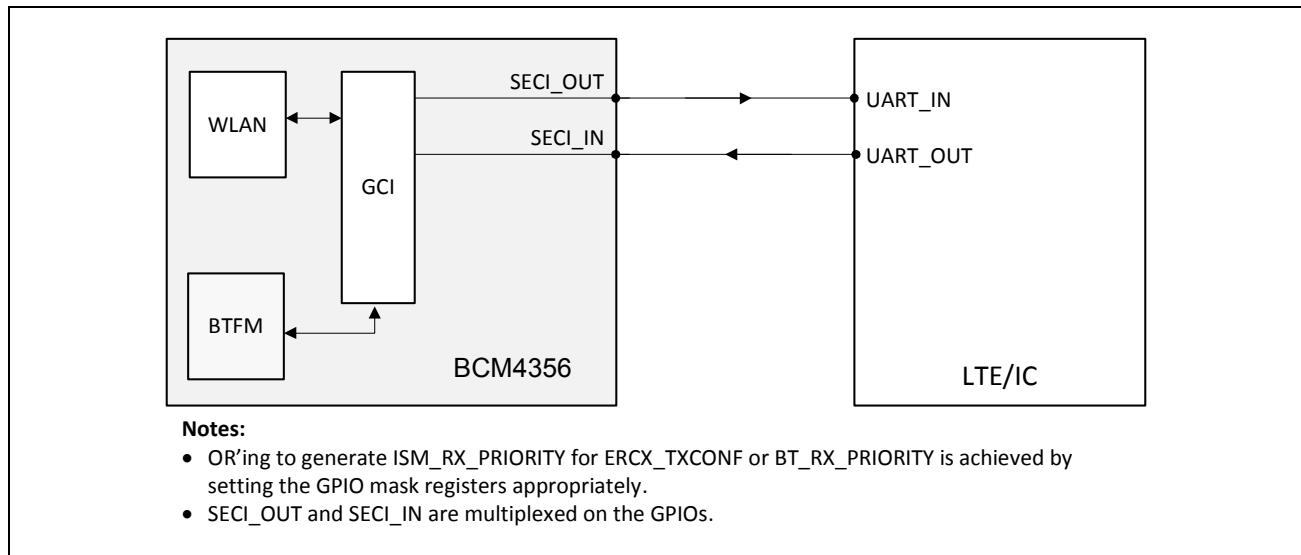 SECI_OUT
UART_IN
WLAN
SECI_IN
UART_OUT
GCI
BTFM
BCM4356
LTE/IC
Notes:
• OR’ing to generate ISM_RX_PRIORITY for ERCX_TXCONF or BT_RX_PRIORITY is achieved by
setting the GPIO mask registers appropriately.
• SECI_OUT and SECI_IN are multiplexed on the GPIOs.